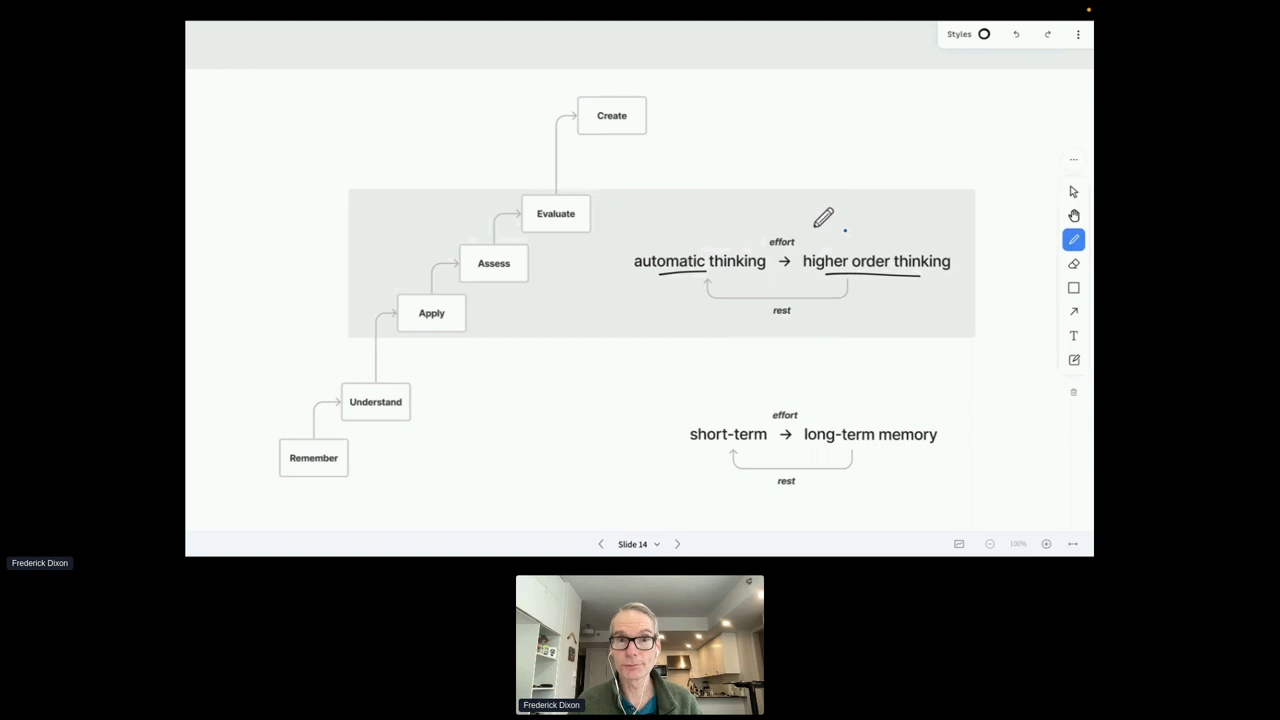 Styles
Create
Evaluate
effort
Assess
automatic thinking → higher order thinking
rest
Apply
Understand
effort
short-term → long-term memory
Remember
rest
Slide 14
100%
Frederick Dixon
Frederick Dixon